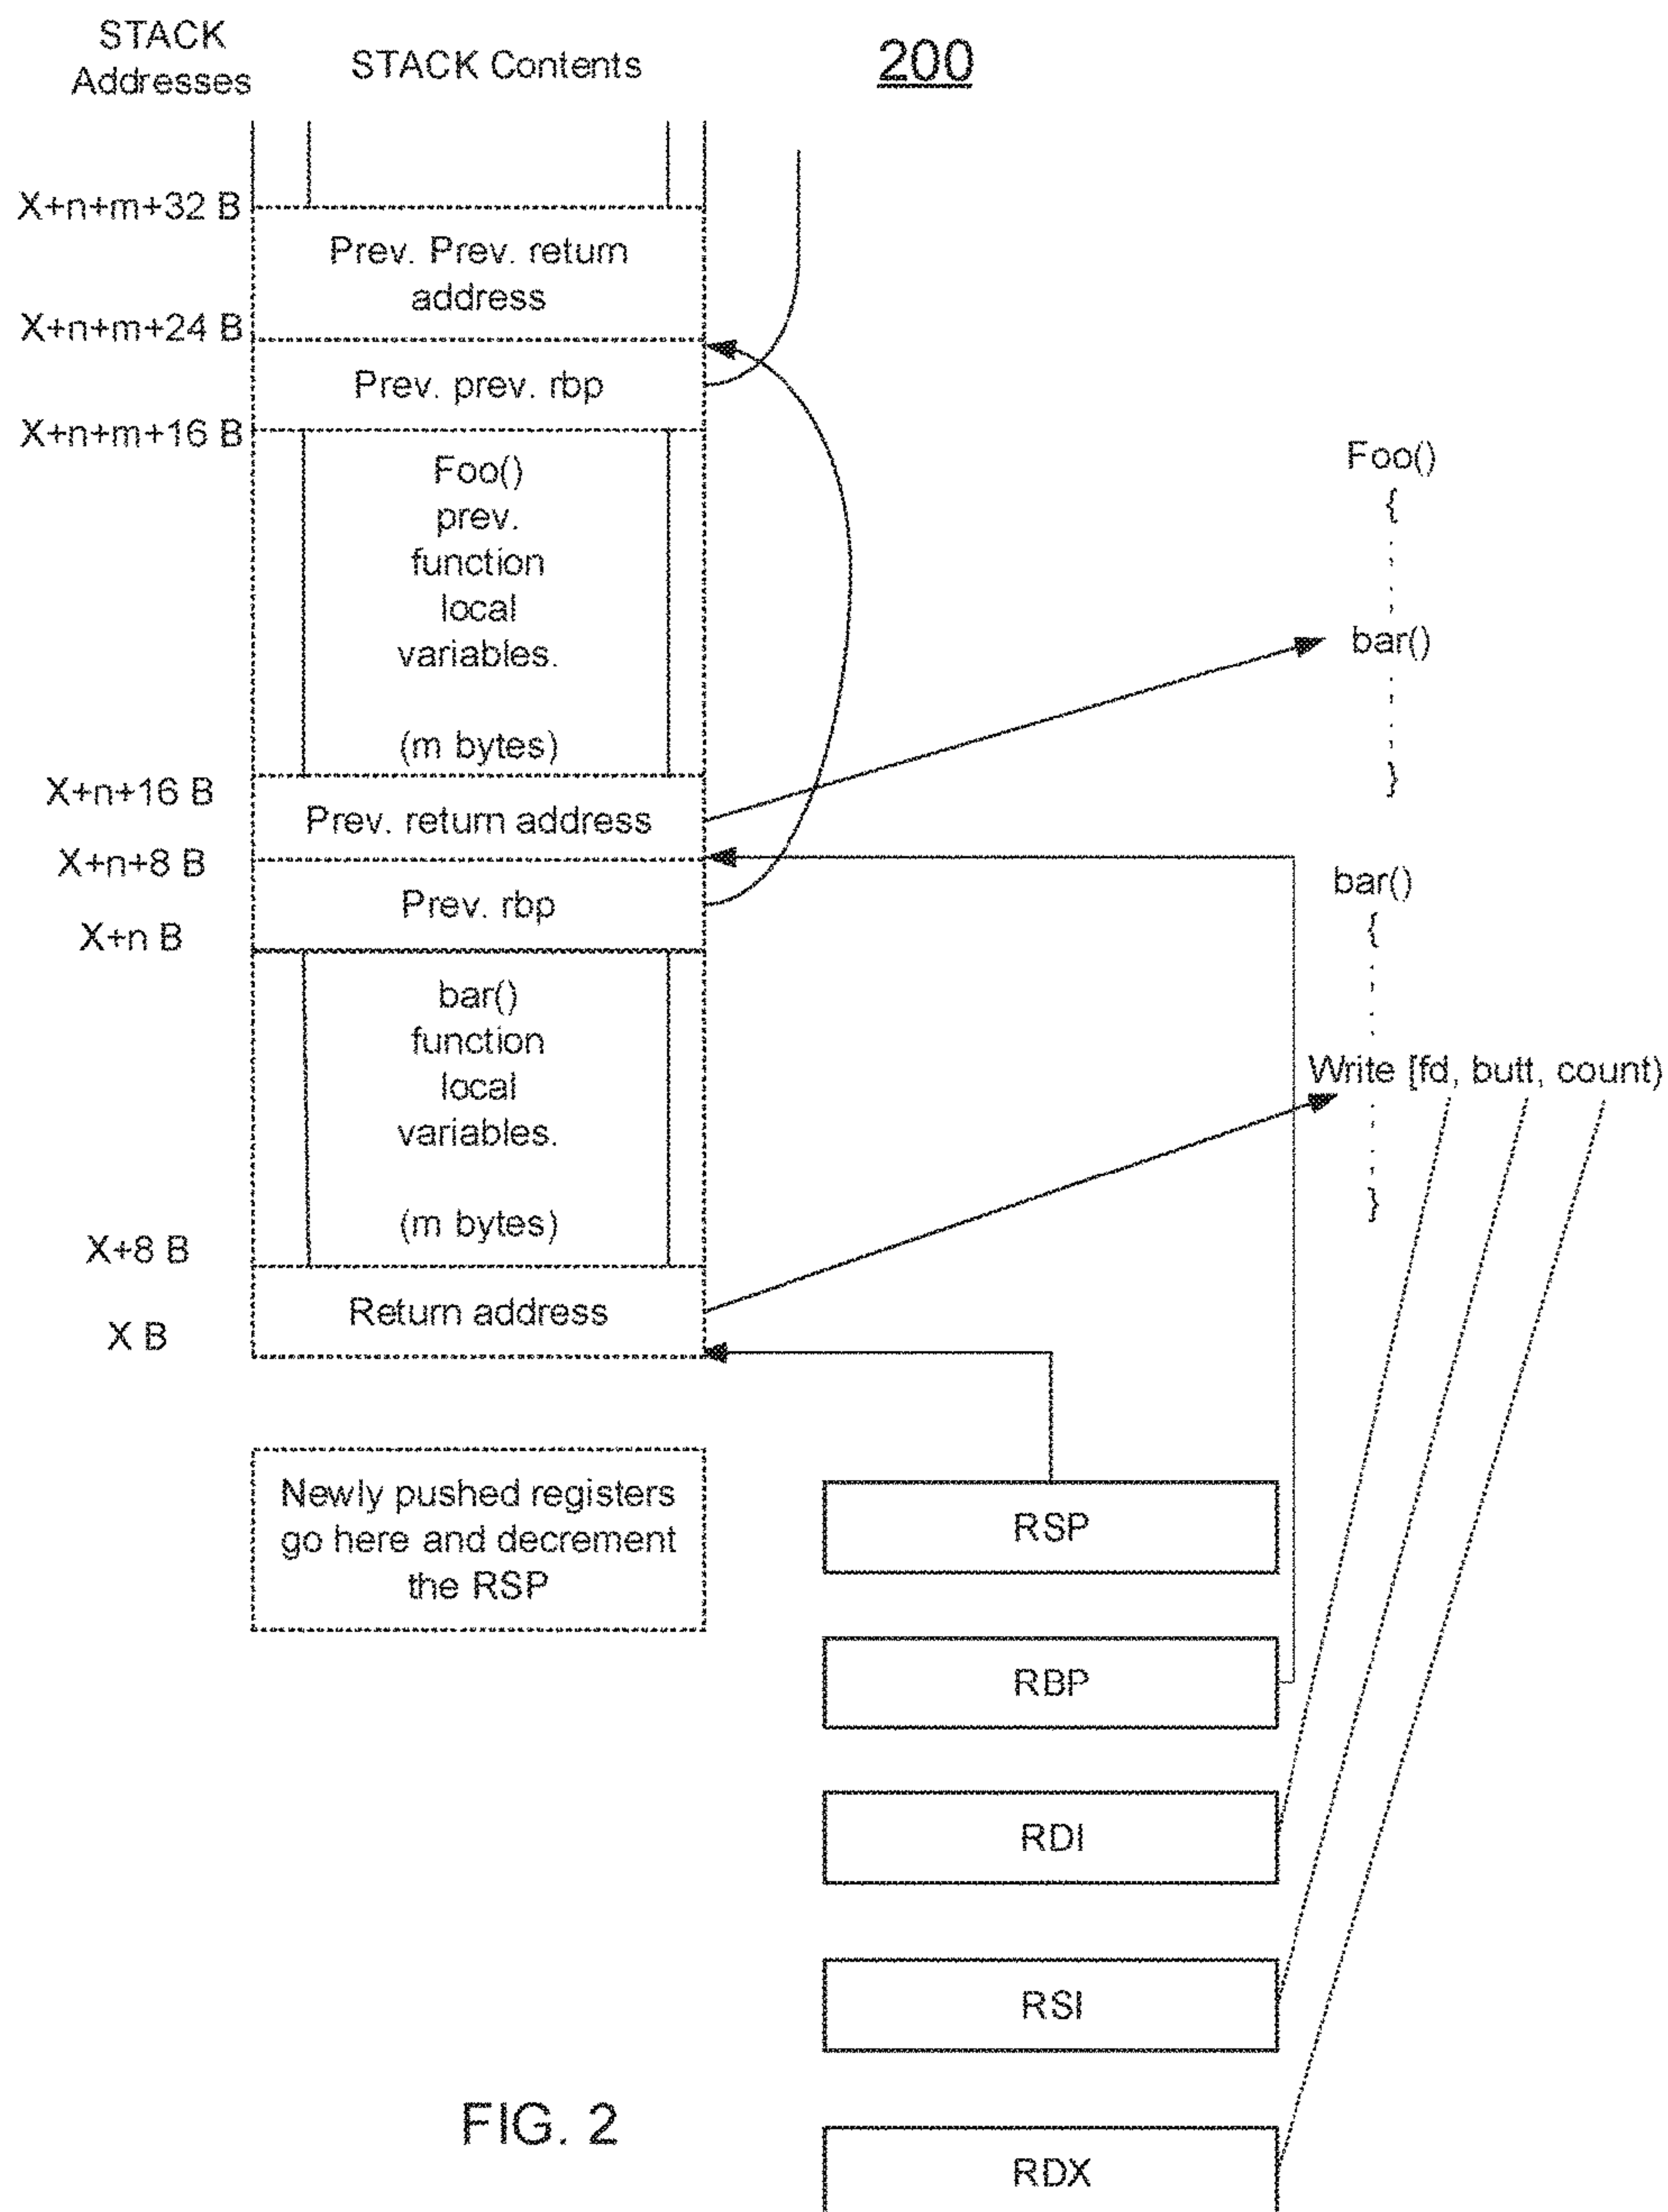 STACK
Addresses
STACK Contents
200
X+n+m+32 B
Prev. Prev. return
address
X+n+m+24 B
Prev. prev. rbp
X+n+m+16 B
Foo()
prev.
function
local
variables.
(m bytes)
X+n+16 B
Prev. return address
X+n+8 B
Prev. rbp
X+n B
bar()
function
local
variables.
(m bytes)
X+8 B
Return address
X B
Newly pushed registers
go here and decrement
the RSP
Foo()
{
.
.
.
.
bar()
.
.
.
.
}
bar()
{
.
.
.
.
Write [fd, butt, count)
.
.
.
.
}
RSP
RBP
RDI
RSI
RDX
FIG. 2